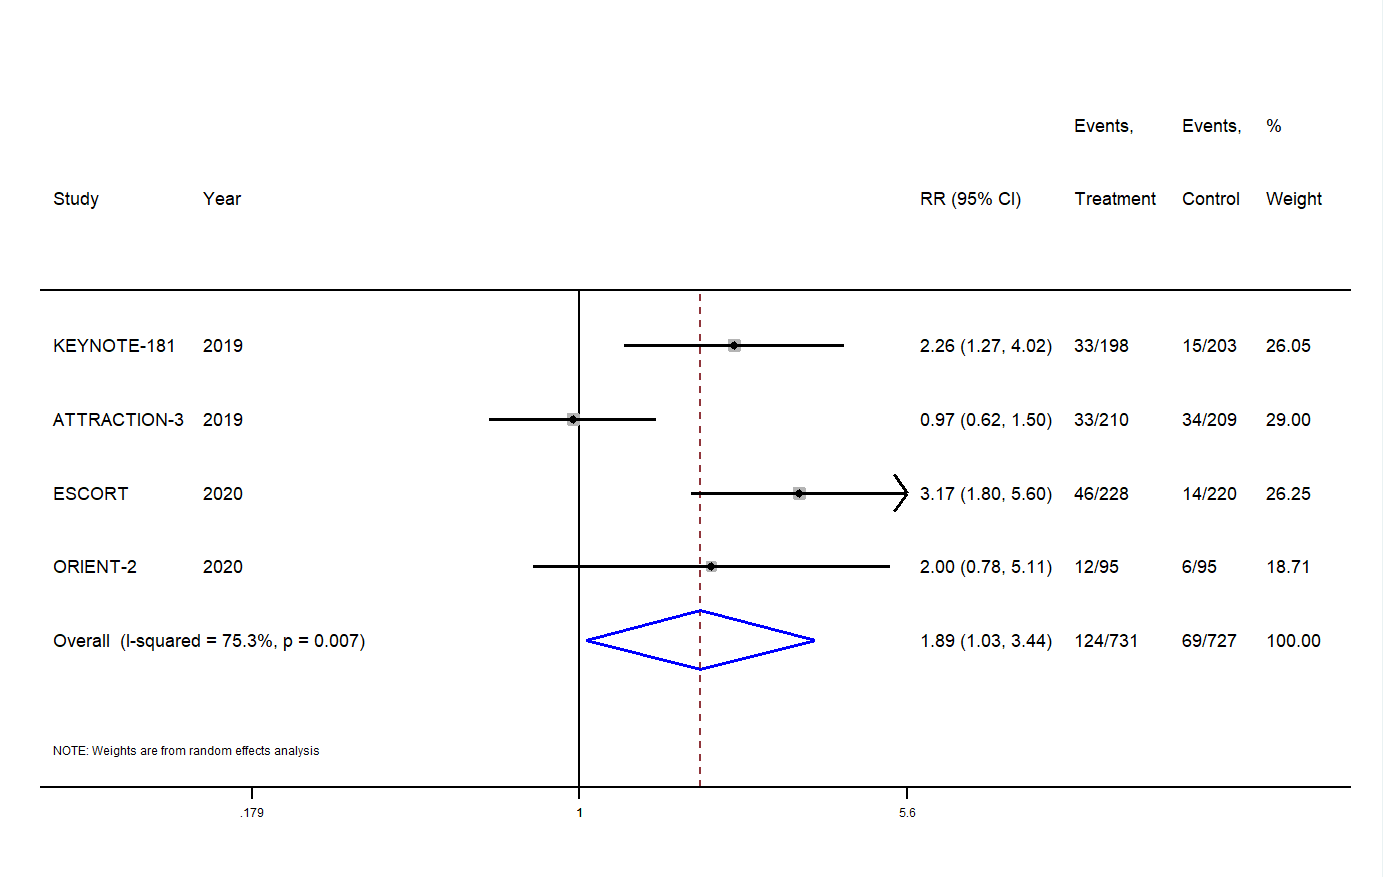 Events, Events, %
Study Year RR (95% CI) Treatment Control Weight
KEYNOTE-181 2019 2.26 (1.27, 4.02) 33/198 15/203 26.05
ATTRACTION-3 2019 0.97 (0.62, 1.50) 33/210 34/209 29.00
ESCORT 2020 3.17 (1.80, 5.60) 46/228 14/220 26.25
ORIENT-2 2020 2.00 (0.78, 5.11) 12/95 6/95 18.71
Overall (I-squared = 75.3%, p = 0.007) 1.89 (1.03, 3.44) 124/731 69/727 100.00
NOTE: Weights are from random effects analysis
.179 1 5.6